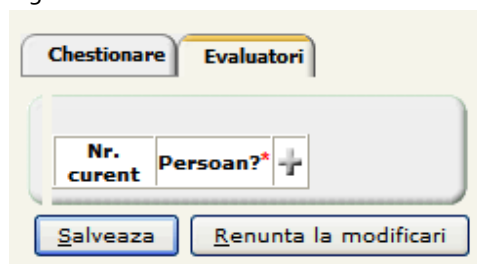 Chestionare Evaluatori
Nr. curent Persoan?*
Salveaza Renunta la modificari